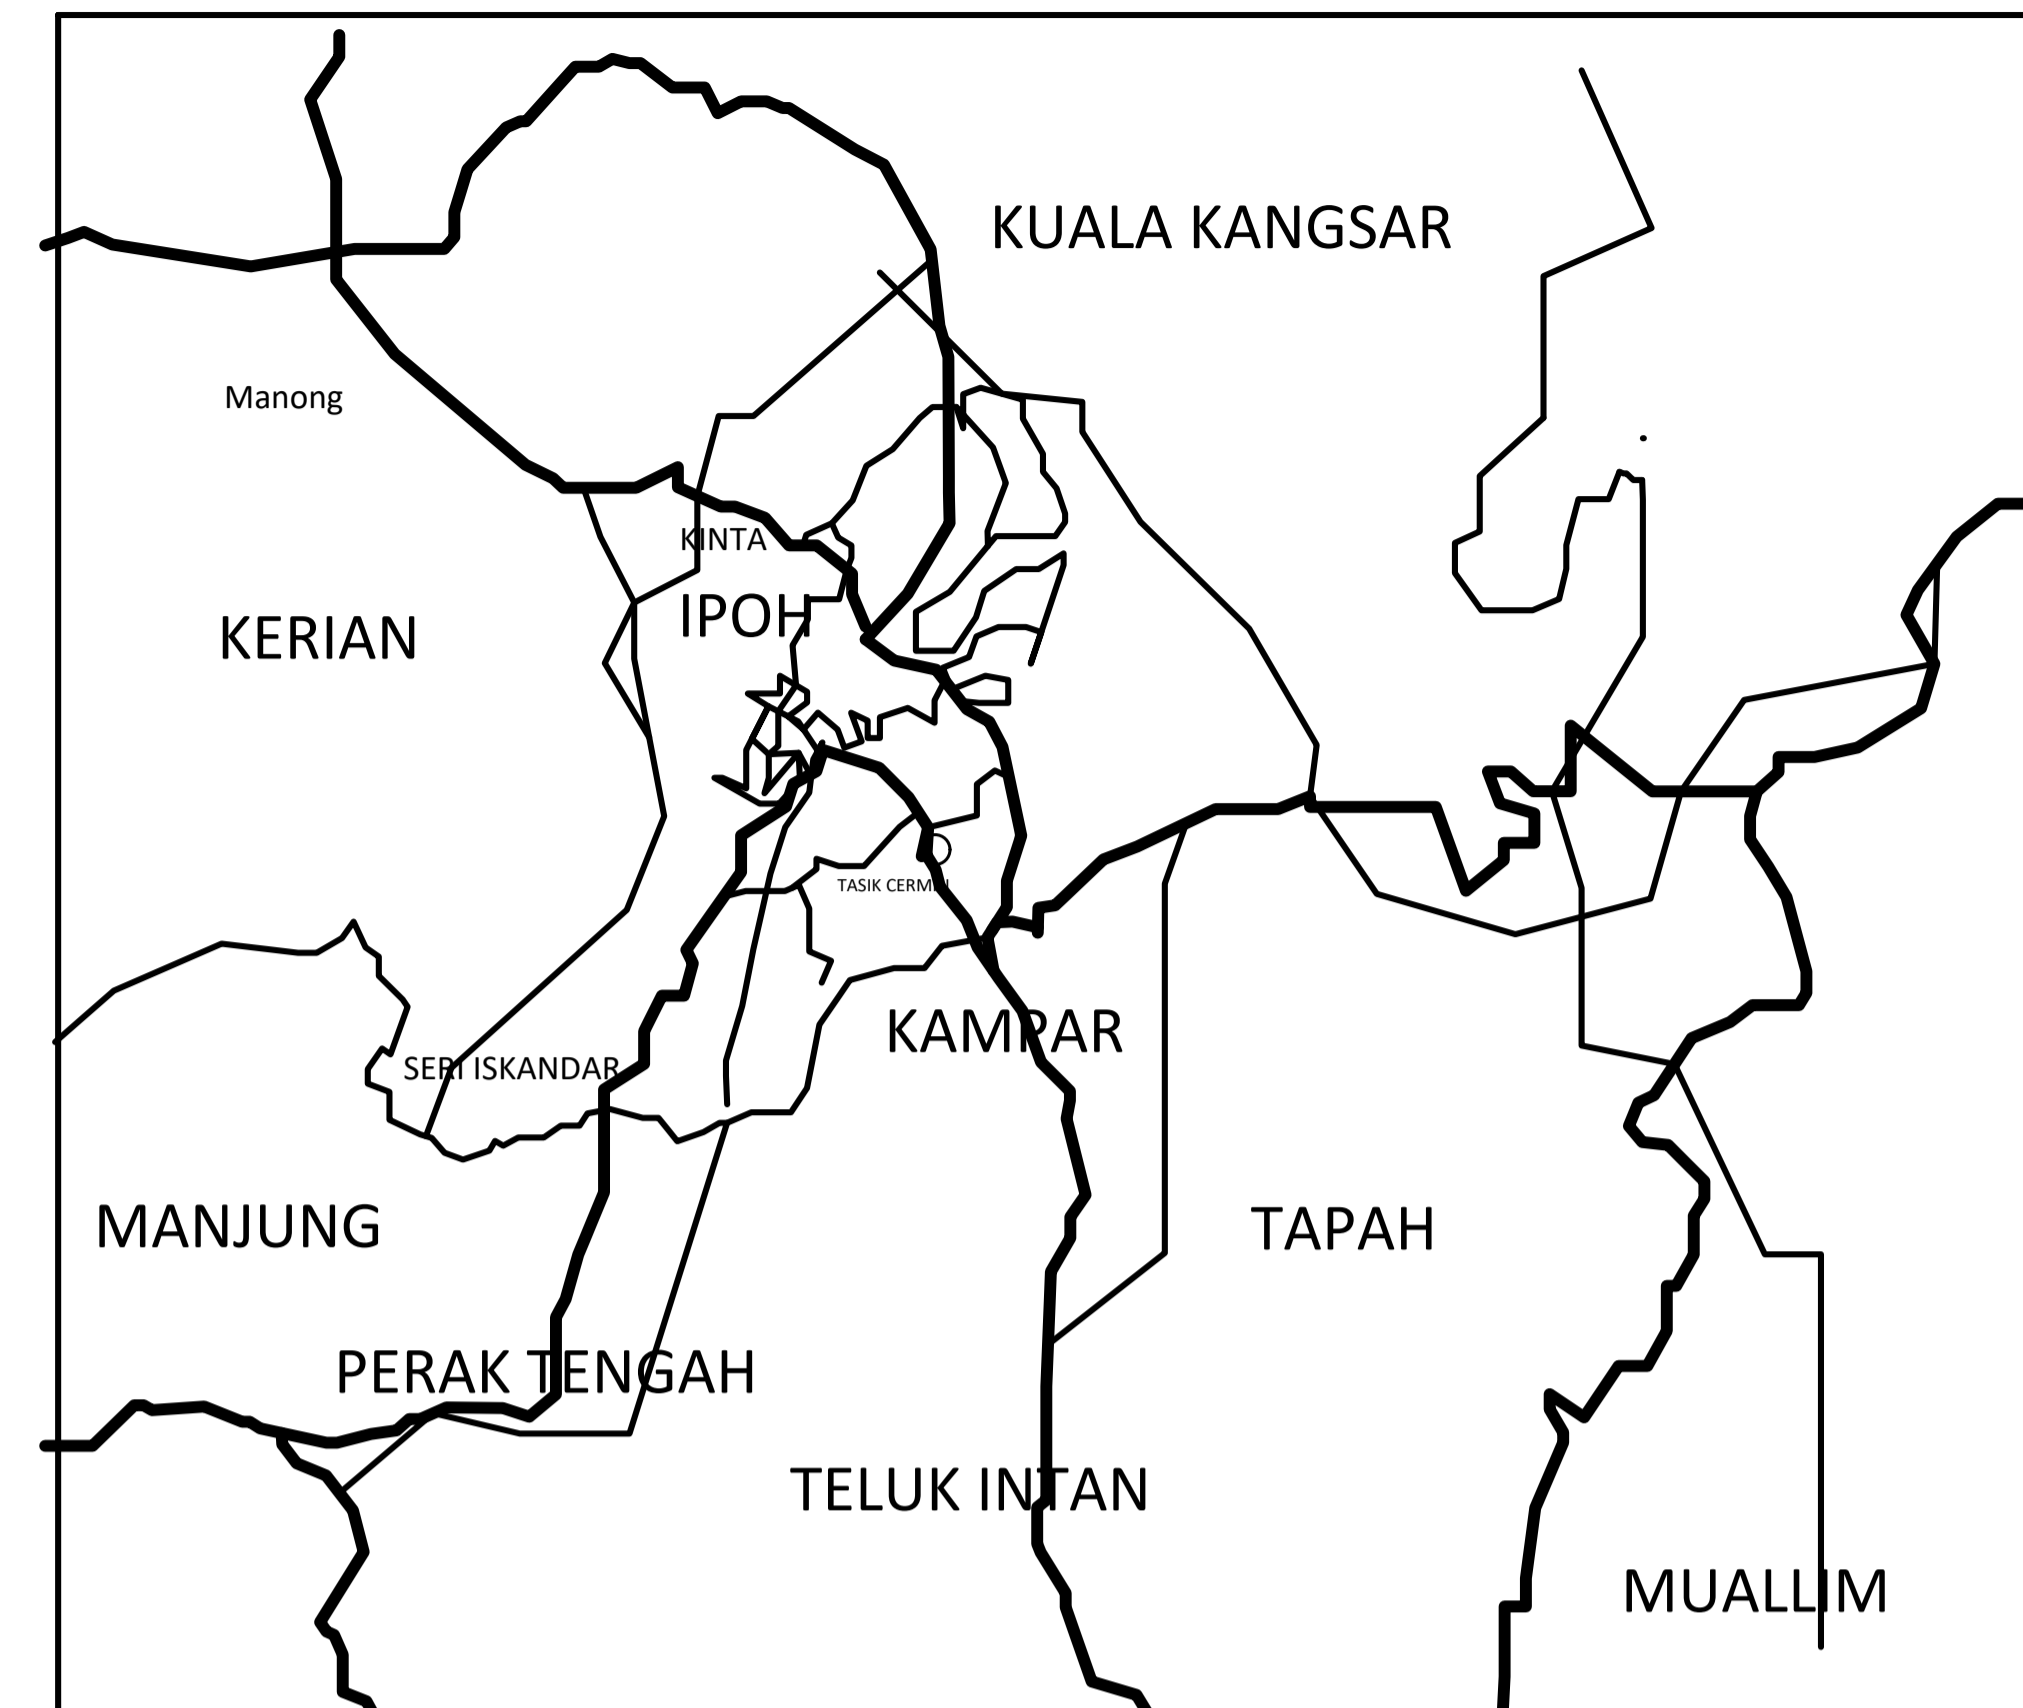 KUALA KANGSAR
Manong
KINTA
IPOH
KERIAN
TASIK CERMIN
KAMPAR
SERI ISKANDAR
MANJUNG
TAPAH
PERAK TENGAH
TELUK INTAN
MUALLIM